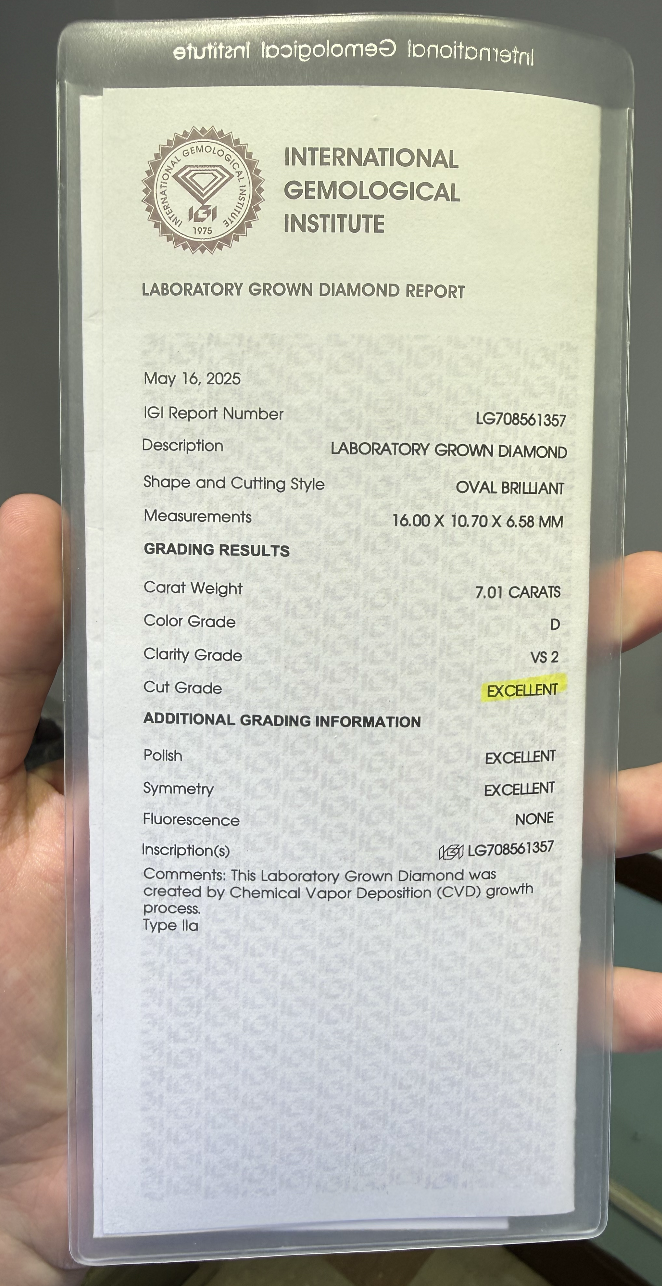 International Gemological Institute
INTERNATIONAL GEMOLOGICAL INSTITUTE
IGI
1975
INTERNATIONAL
GEMOLOGICAL
INSTITUTE
LABORATORY GROWN DIAMOND REPORT
May 16, 2025
IGI Report Number LG708561357
Description LABORATORY GROWN DIAMOND
Shape and Cutting Style OVAL BRILLIANT
Measurements 16.00 X 10.70 X 6.58 MM
GRADING RESULTS
Carat Weight 7.01 CARATS
Color Grade D
Clarity Grade VS 2
Cut Grade EXCELLENT
ADDITIONAL GRADING INFORMATION
Polish EXCELLENT
Symmetry EXCELLENT
Fluorescence NONE
Inscription(s) IGI LG708561357
Comments: This Laboratory Grown Diamond was
created by Chemical Vapor Deposition (CVD) growth
process.
Type IIa